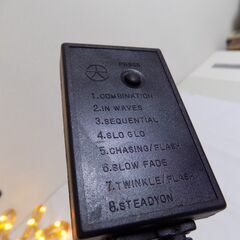 PRESS
1.COMBINATION
2.IN WAVES
3.SEQUENTIAL
4.SLO GLO
5.CHASING/FLASH
6.SLOW FADE
7.TWINKLE/FLASH
8.STEADYON